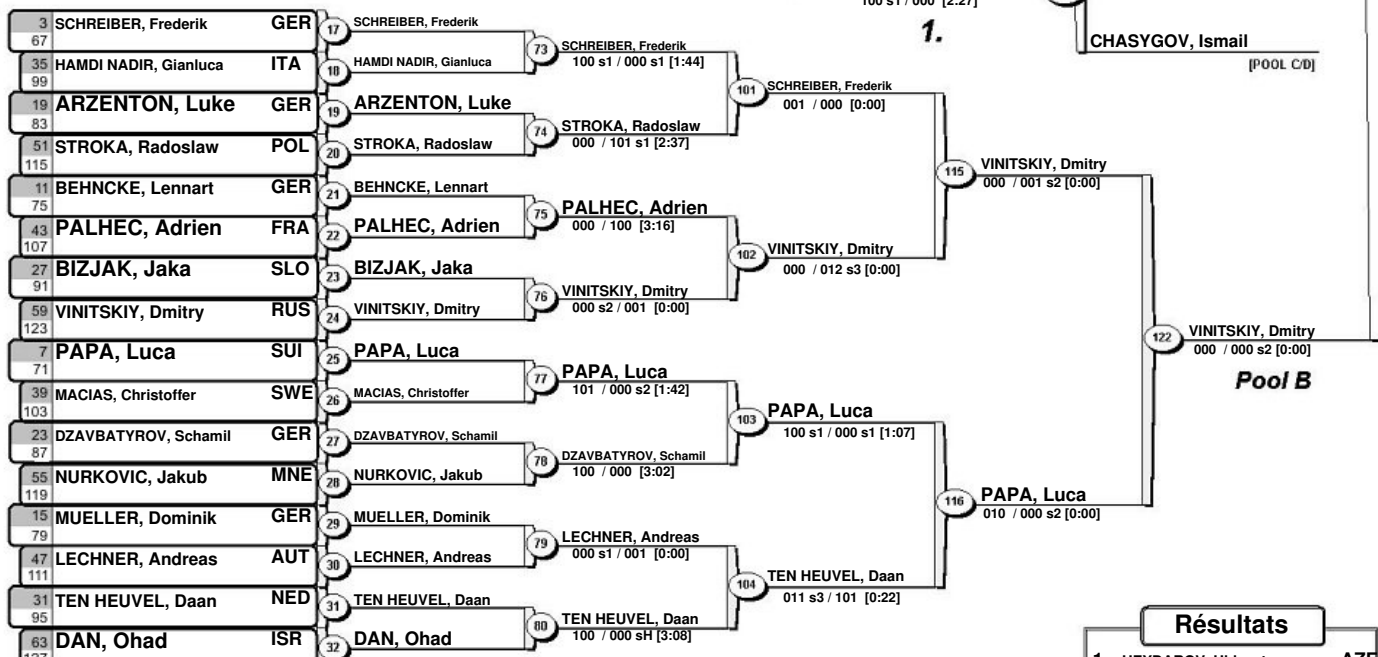 100 s1 / 000 [2:27]
1.
CHASYGOV, Ismail
[POOL C/D]
3 67 SCHREIBER, Frederik GER
35 99 HAMDI NADIR, Gianluca ITA
19 83 ARZENTON, Luke GER
51 115 STROKA, Radoslaw POL
11 75 BEHNCKE, Lennart GER
43 107 PALHEC, Adrien FRA
27 91 BIZJAK, Jaka SLO
59 123 VINITSKIY, Dmitry RUS
7 71 PAPA, Luca SUI
39 103 MACIAS, Christoffer SWE
23 87 DZAVBATYROV, Schamil GER
55 119 NURKOVIC, Jakub MNE
15 79 MUELLER, Dominik GER
47 111 LECHNER, Andreas AUT
31 95 TEN HEUVEL, Daan NED
63 DAN, Ohad ISR
17 SCHREIBER, Frederik
18 HAMDI NADIR, Gianluca
19 ARZENTON, Luke
20 STROKA, Radoslaw
21 BEHNCKE, Lennart
22 PALHEC, Adrien
23 BIZJAK, Jaka
24 VINITSKIY, Dmitry
25 PAPA, Luca
26 MACIAS, Christoffer
27 DZAVBATYROV, Schamil
28 NURKOVIC, Jakub
29 MUELLER, Dominik
30 LECHNER, Andreas
31 TEN HEUVEL, Daan
32 DAN, Ohad
73 SCHREIBER, Frederik
100 s1 / 000 s1 [1:44]
74 STROKA, Radoslaw
000 / 101 s1 [2:37]
75 PALHEC, Adrien
000 / 100 [3:16]
76 VINITSKIY, Dmitry
000 s2 / 001 [0:00]
77 PAPA, Luca
101 / 000 s2 [1:42]
78 DZAVBATYROV, Schamil
100 / 000 [3:02]
79 LECHNER, Andreas
000 s1 / 001 [0:00]
80 TEN HEUVEL, Daan
100 / 000 sH [3:08]
101 SCHREIBER, Frederik
001 / 000 [0:00]
102 VINITSKIY, Dmitry
000 / 012 s3 [0:00]
103 PAPA, Luca
100 s1 / 000 s1 [1:07]
104 TEN HEUVEL, Daan
011 s3 / 101 [0:22]
115 VINITSKIY, Dmitry
000 / 001 s2 [0:00]
116 PAPA, Luca
010 / 000 s2 [0:00]
122 VINITSKIY, Dmitry
000 / 000 s2 [0:00]
Pool B
Résultats